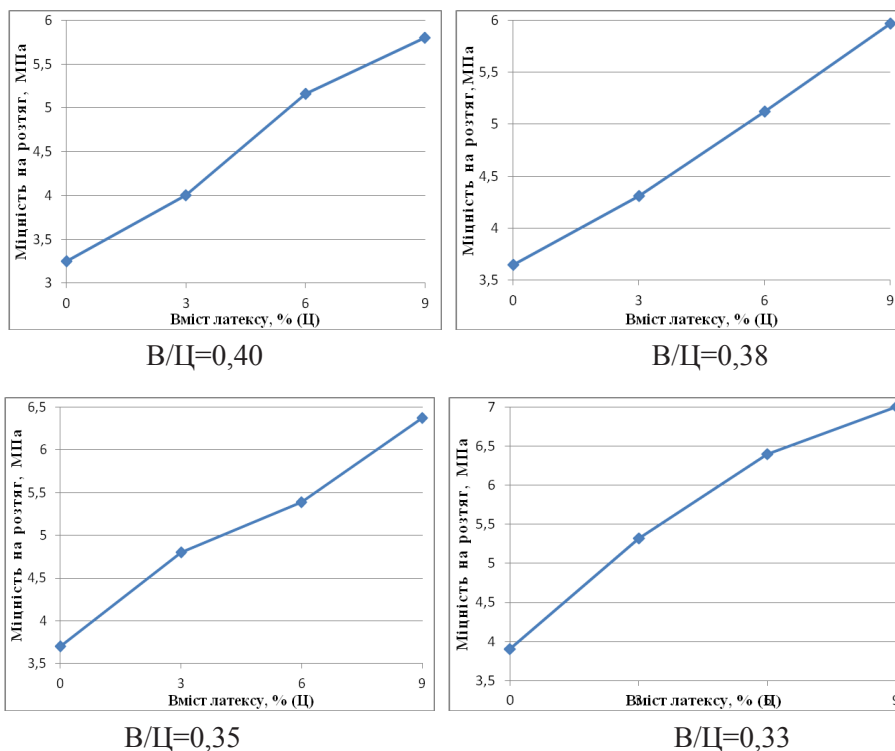 Міцність на розтяг, МПа
6
5,5
5
4,5
4
3,5
3
0 3 6 9
Вміст латексу, % (Ц)
В/Ц=0,40
Міцність на розтяг,МПа
6
5,5
5
4,5
4
3,5
0 3 6 9
Вміст латексу, % (Ц)
В/Ц=0,38
Міцність на розтяг, МПа
6,5
6
5,5
5
4,5
4
3,5
0 3 6 9
Вміст латексу, % (Ц)
В/Ц=0,35
Міцність на розтяг, МПа
7
6,5
6
5,5
5
4,5
4
3,5
0 3 6 9
Вміст латексу, % (Ц)
В/Ц=0,33